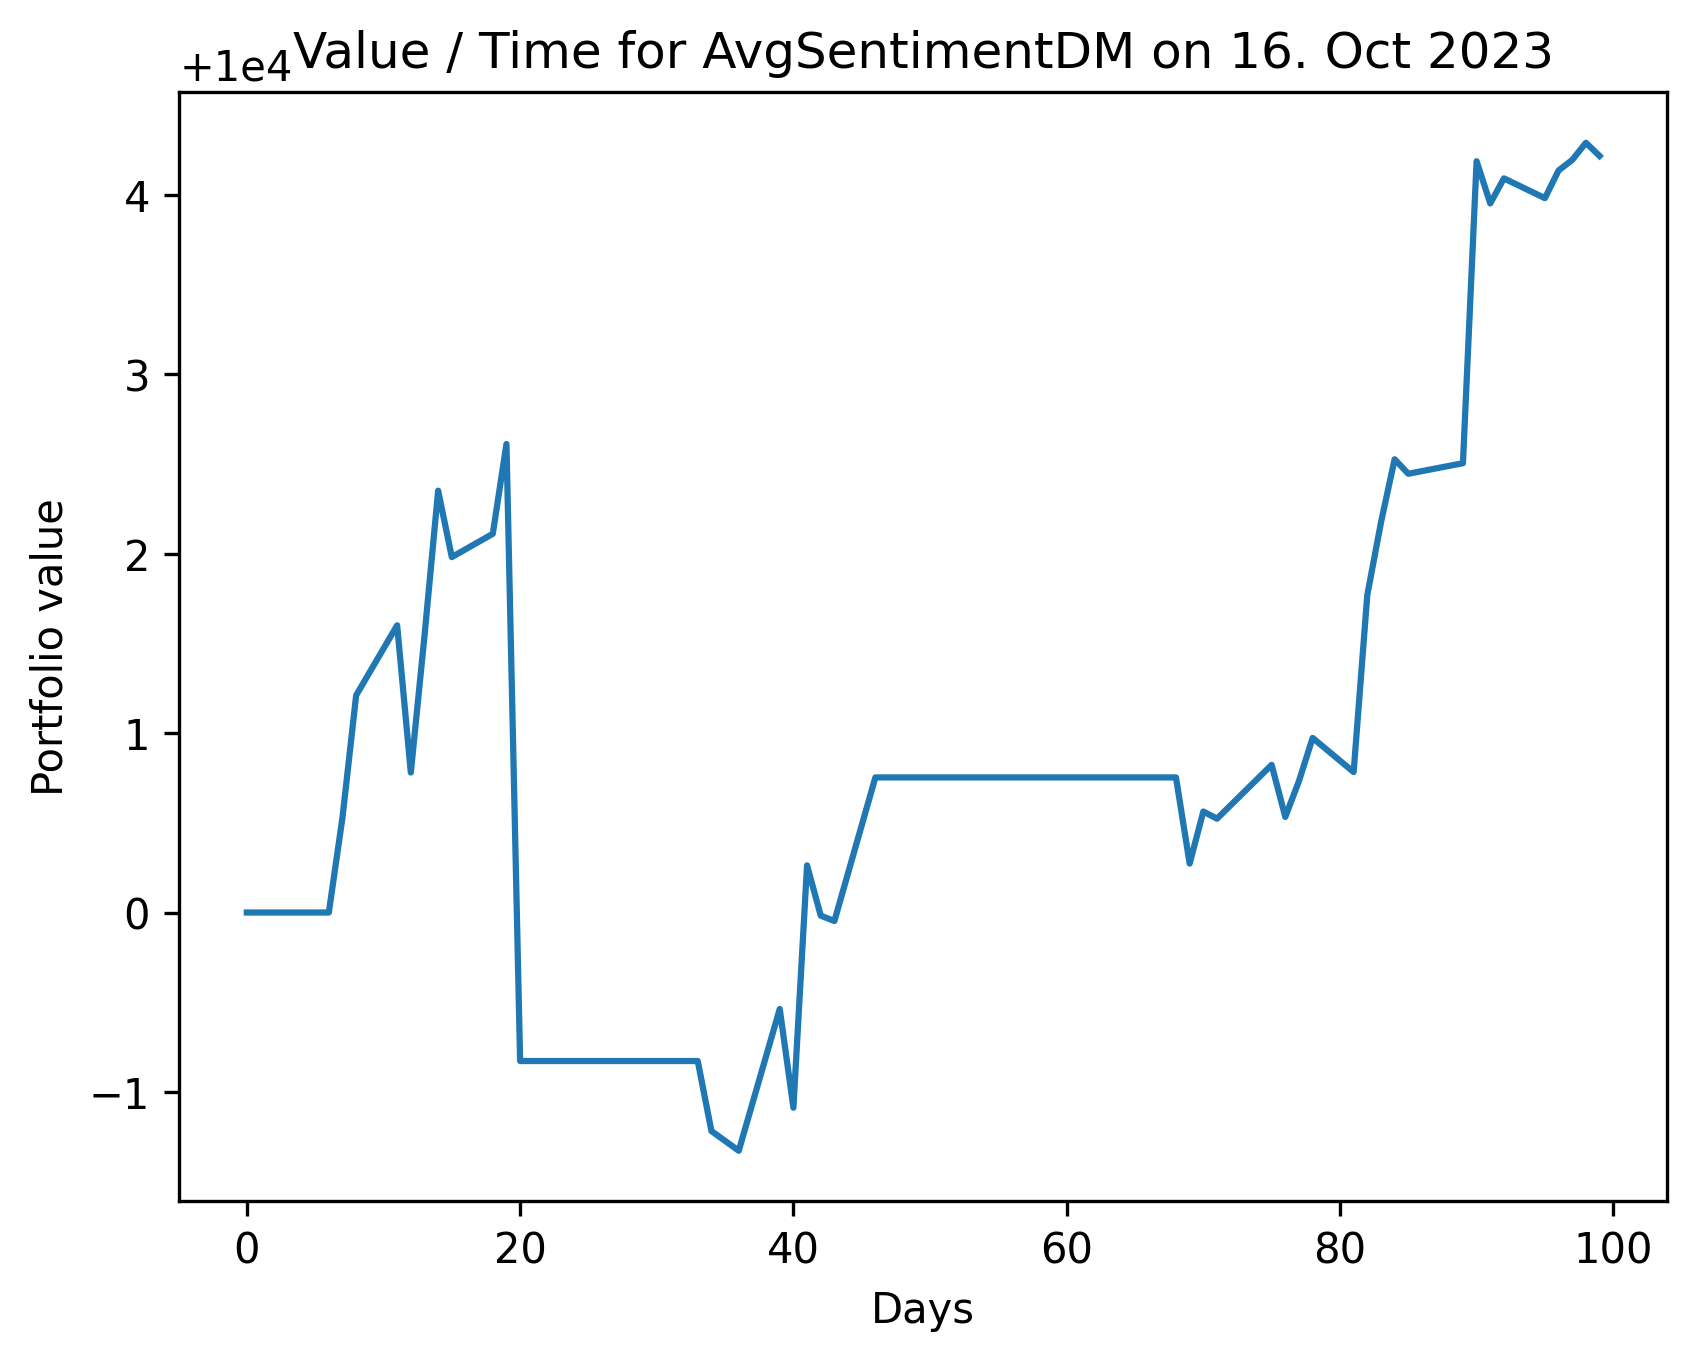 Value / Time for AvgSentimentDM on 16. Oct 2023
+1e4
4
3
2
1
0
−1
Portfolio value
0 20 40 60 80 100
Days